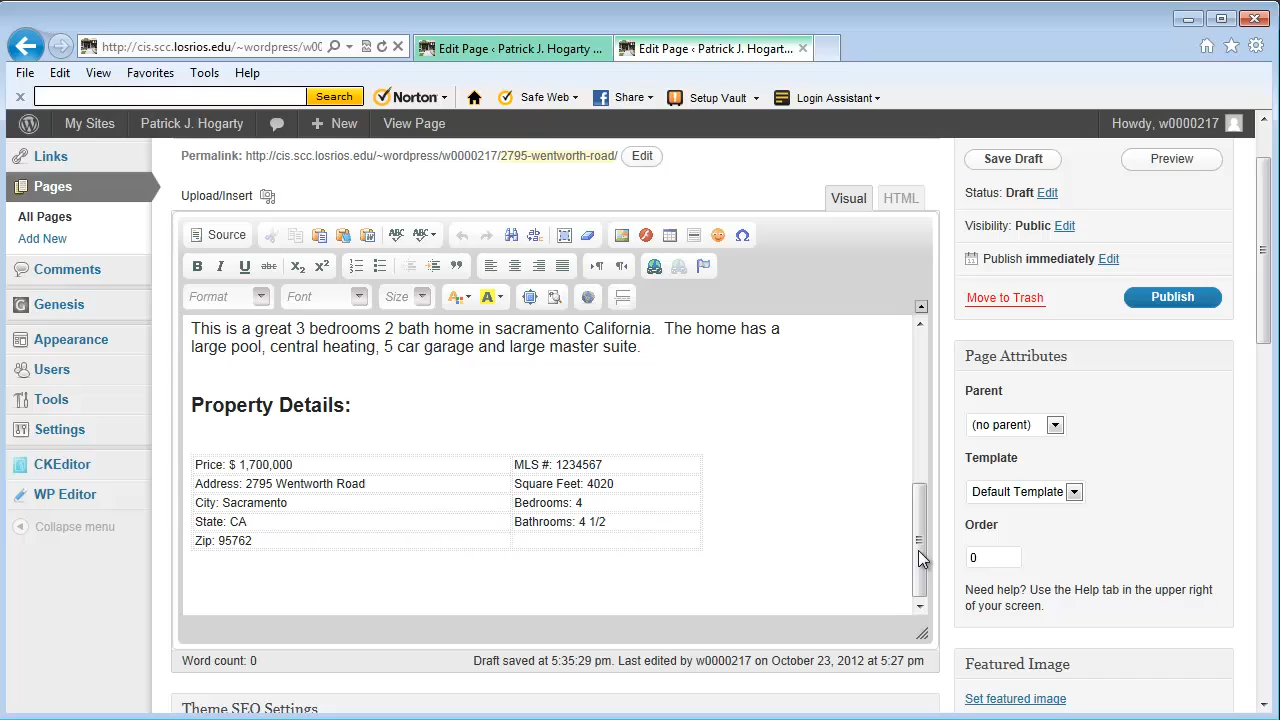 http://cis.scc.losrios.edu/~wordpress/w00
Edit Page ‹ Patrick J. Hogarty ...
Edit Page ‹ Patrick J. Hogart...
File Edit View Favorites Tools Help
Search
Norton
Safe Web
Share
Setup Vault
Login Assistant
My Sites
Patrick J. Hogarty
New
View Page
Howdy, w0000217
Links
Pages
All Pages
Add New
Comments
Genesis
Appearance
Users
Tools
Settings
CKEditor
WP Editor
Collapse menu
Permalink: http://cis.scc.losrios.edu/~wordpress/w0000217/2795-wentworth-road/ Edit
Upload/Insert
Visual
HTML
Source
ABC
ABC
B I U abc X2 X2
Format
Font
Size
A
A
This is a great 3 bedrooms 2 bath home in sacramento California. The home has a
large pool, central heating, 5 car garage and large master suite.
Property Details:
Price: $ 1,700,000 MLS #: 1234567
Address: 2795 Wentworth Road Square Feet: 4020
City: Sacramento Bedrooms: 4
State: CA Bathrooms: 4 1/2
Zip: 95762
Word count: 0
Draft saved at 5:35:29 pm. Last edited by w0000217 on October 23, 2012 at 5:27 pm
Theme SEO Settings
Save Draft
Preview
Status: Draft Edit
Visibility: Public Edit
Publish immediately Edit
Move to Trash
Publish
Page Attributes
Parent
(no parent)
Template
Default Template
Order
0
Need help? Use the Help tab in the upper right
of your screen.
Featured Image
Set featured image